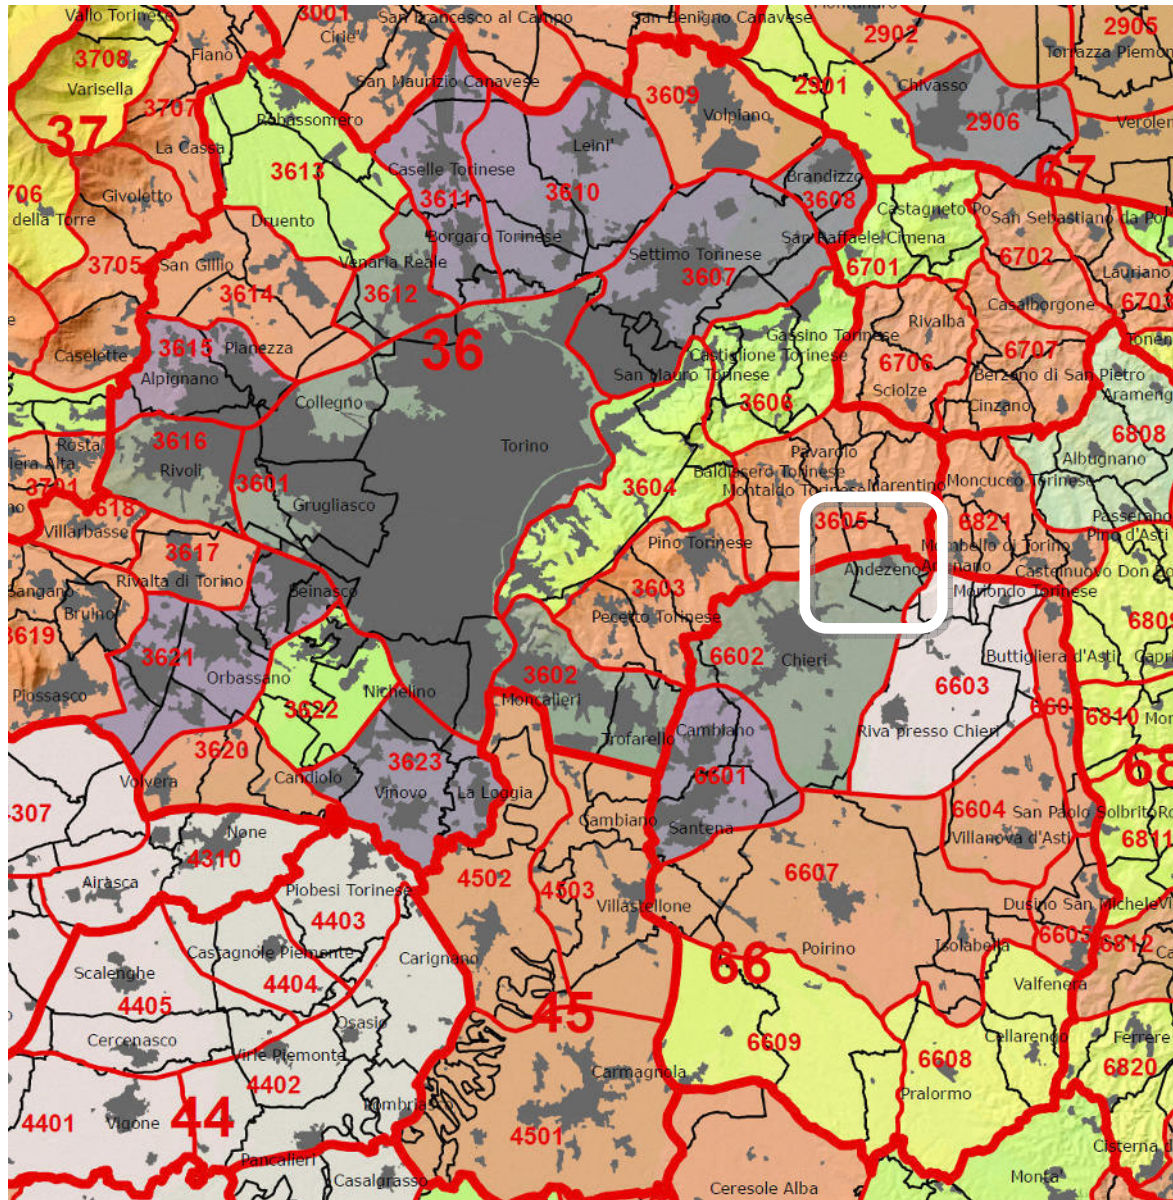 Vallo Torinese
3001
San Francesco al Campo
San Benigno Canavese
2902
2905
Cirie'
Fiano
3708
San Maurizio Canavese
Varisella
3609
2901
Chivasso
3707
Volpiano
2906
Robassomero
37
La Cassa
Leini'
3613
Caselle Torinese
Brandizzo
67
Givoletto
3611
3610
3608
706
Castagneto Po
della Torre
Druento
San Sebastiano da Po
Borgaro Torinese
San Raffaele Cimena
Settimo Torinese
6702
3705
San Gillio
Venaria Reale
3607
6701
Lauriano
3614
3612
Casalborgone
6703
Rivalba
3615
Pianezza
36
Gassino Torinese
6707
Caselette
Castiglione Torinese
6706
Alpignano
San Mauro Torinese
Berzano di San Pietro
Sciolze
Collegno
3606
Cinzano
6808
Rosta
3616
Torino
Pavarolo
Albugnano
Rivoli
3601
Baldissero Torinese
Moncucco Torinese
3604
Montaldo Torinese
Marentino
Grugliasco
3605
6821
Villarbasse
Pino Torinese
Mombello di Torino
Pino d'Asti
3617
Andezeno
Arignano
Rivalta di Torino
3603
Moriondo Torinese
Beinasco
Pecetto Torinese
3619
3621
6602
Chieri
Buttigliera d'Asti
Orbassano
3602
6603
Piossasco
Nichelino
Moncalieri
3622
6810
Trofarello
Cambiano
Riva presso Chieri
3620
68
Volvera
Candiolo
3623
6601
Vinovo
La Loggia
6604
San Paolo Solbrito
307
Cambiano
Santena
None
Villanova d'Asti
6811
4310
6607
Airasca
4502
4503
Piobesi Torinese
Villastellone
Dusino San Michele
4403
6605
6812
Castagnole Piemonte
Poirino
Isolabella
Carignano
66
Scalenghe
4404
Valfenera
4405
45
Osasio
Cercenasco
Cellarengo
Ferrere
Virle Piemonte
6609
6608
6820
Carmagnola
4402
Pralormo
Lombriasco
4401
Vigone
44
4501
Cisterna d
Pancalieri
Casalgrasso
Monta'
Ceresole Alba